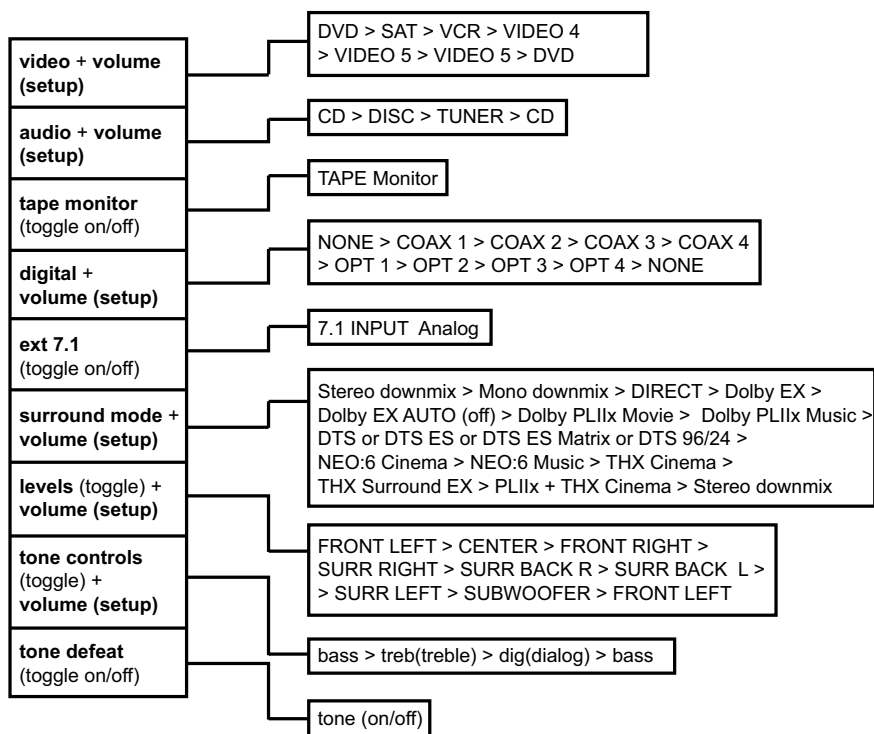 video + volume
(setup)
DVD > SAT > VCR > VIDEO 4
> VIDEO 5 > VIDEO 5 > DVD
audio + volume
(setup)
CD > DISC > TUNER > CD
tape monitor
(toggle on/off)
TAPE Monitor
digital +
volume (setup)
NONE > COAX 1 > COAX 2 > COAX 3 > COAX 4
> OPT 1 > OPT 2 > OPT 3 > OPT 4 > NONE
ext 7.1
(toggle on/off)
7.1 INPUT Analog
surround mode +
volume (setup)
Stereo downmix > Mono downmix > DIRECT > Dolby EX >
Dolby EX AUTO (off) > Dolby PLIIx Movie > Dolby PLIIx Music >
DTS or DTS ES or DTS ES Matrix or DTS 96/24 >
NEO:6 Cinema > NEO:6 Music > THX Cinema >
THX Surround EX > PLIIx + THX Cinema > Stereo downmix
levels (toggle) +
volume (setup)
FRONT LEFT > CENTER > FRONT RIGHT >
SURR RIGHT > SURR BACK R > SURR BACK L >
> SURR LEFT > SUBWOOFER > FRONT LEFT
tone controls
(toggle) +
volume (setup)
bass > treb(treble) > dig(dialog) > bass
tone defeat
(toggle on/off)
tone (on/off)